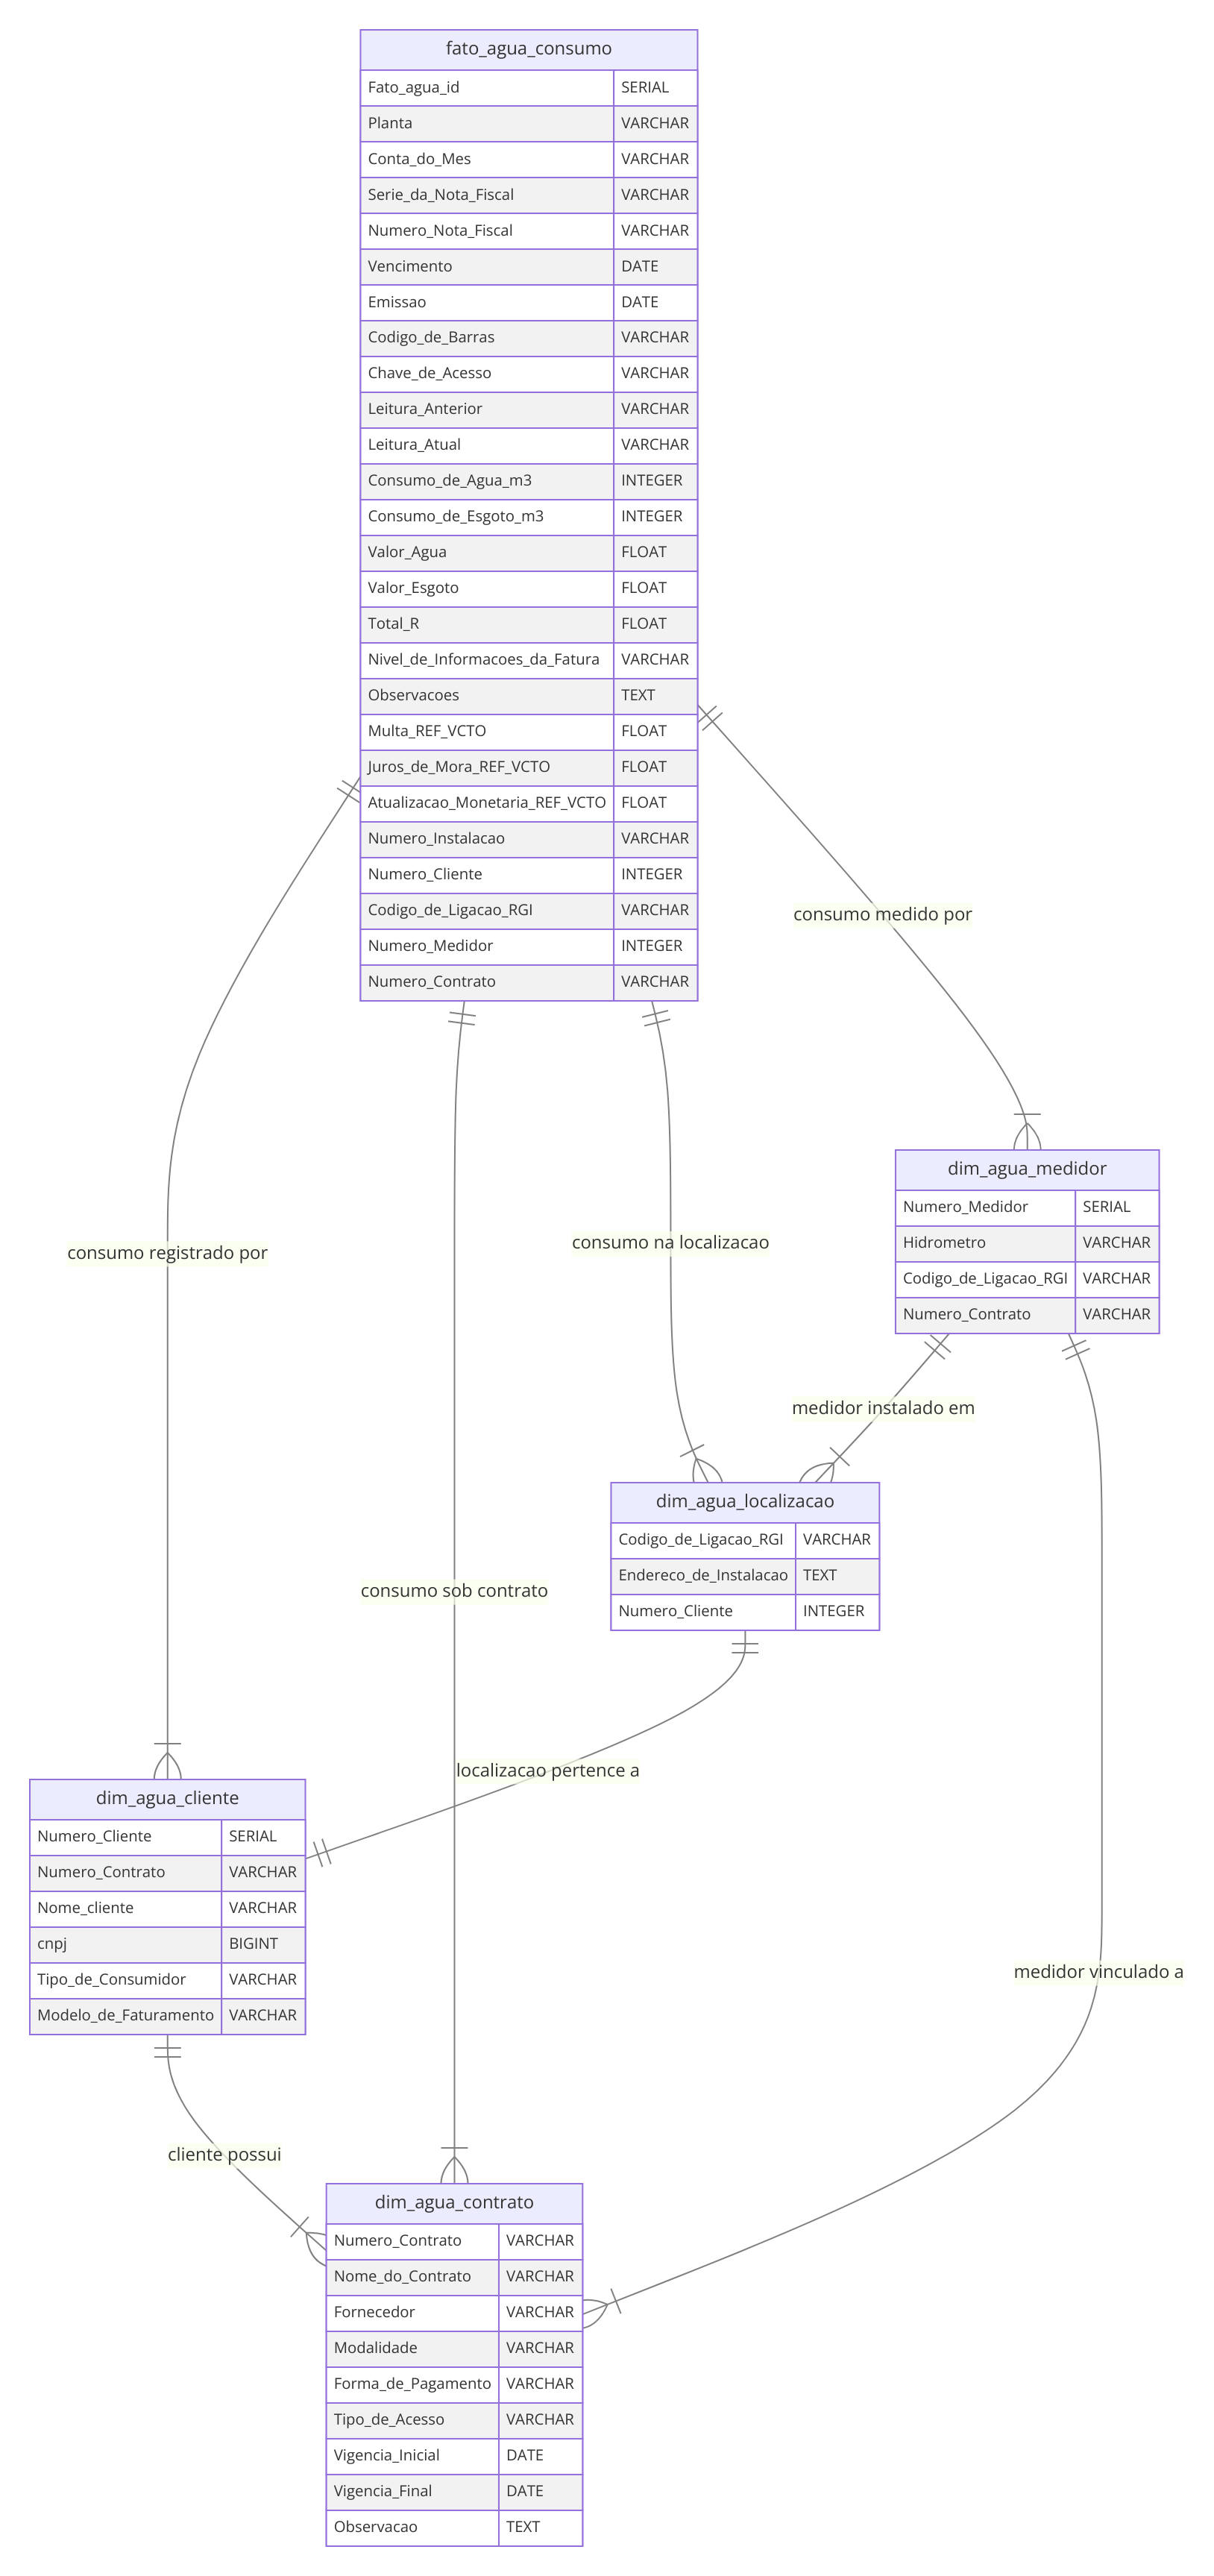 fato_agua_consumo
Fato_agua_id SERIAL
Planta VARCHAR
Conta_do_Mes VARCHAR
Serie_da_Nota_Fiscal VARCHAR
Numero_Nota_Fiscal VARCHAR
Vencimento DATE
Emissao DATE
Codigo_de_Barras VARCHAR
Chave_de_Acesso VARCHAR
Leitura_Anterior VARCHAR
Leitura_Atual VARCHAR
Consumo_de_Agua_m3 INTEGER
Consumo_de_Esgoto_m3 INTEGER
Valor_Agua FLOAT
Valor_Esgoto FLOAT
Total_R FLOAT
Nivel_de_Informacoes_da_Fatura VARCHAR
Observacoes TEXT
Multa_REF_VCTO FLOAT
Juros_de_Mora_REF_VCTO FLOAT
Atualizacao_Monetaria_REF_VCTO FLOAT
Numero_Instalacao VARCHAR
Numero_Cliente INTEGER
Codigo_de_Ligacao_RGI VARCHAR
Numero_Medidor INTEGER
Numero_Contrato VARCHAR
consumo medido por
dim_agua_medidor
Numero_Medidor SERIAL
Hidrometro VARCHAR
Codigo_de_Ligacao_RGI VARCHAR
Numero_Contrato VARCHAR
consumo registrado por
consumo na localizacao
medidor instalado em
dim_agua_localizacao
Codigo_de_Ligacao_RGI VARCHAR
Endereco_de_Instalacao TEXT
Numero_Cliente INTEGER
consumo sob contrato
localizacao pertence a
dim_agua_cliente
Numero_Cliente SERIAL
Numero_Contrato VARCHAR
Nome_cliente VARCHAR
cnpj BIGINT
Tipo_de_Consumidor VARCHAR
Modelo_de_Faturamento VARCHAR
medidor vinculado a
cliente possui
dim_agua_contrato
Numero_Contrato VARCHAR
Nome_do_Contrato VARCHAR
Fornecedor VARCHAR
Modalidade VARCHAR
Forma_de_Pagamento VARCHAR
Tipo_de_Acesso VARCHAR
Vigencia_Inicial DATE
Vigencia_Final DATE
Observacao TEXT